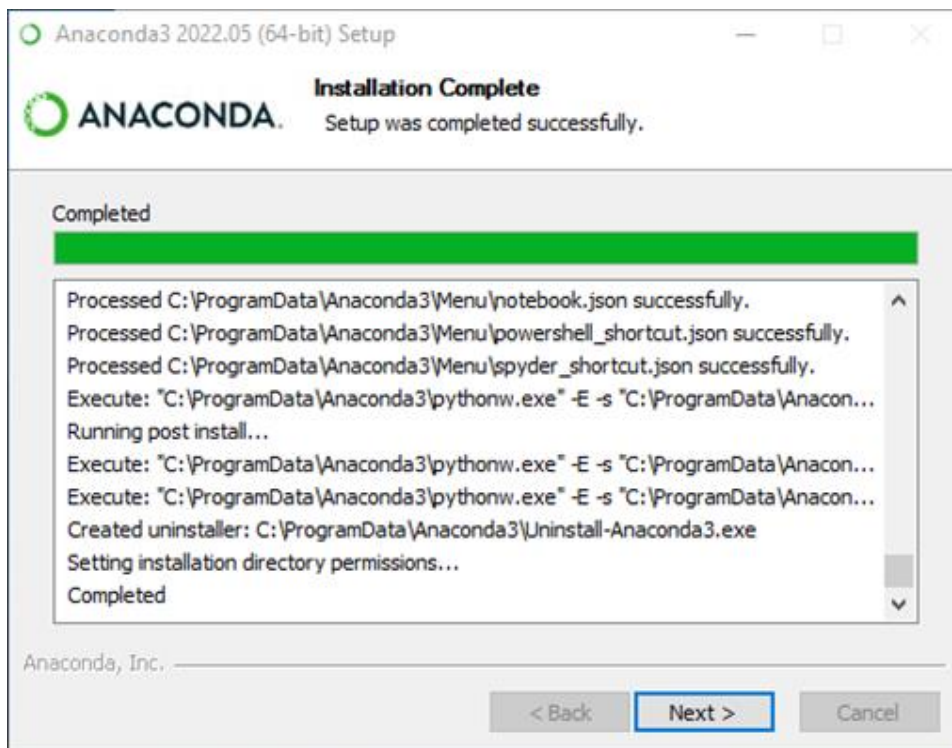 Anaconda3 2022.05 (64-bit) Setup
ANACONDA.
Installation Complete
Setup was completed successfully.
Completed
Processed C:\ProgramData\Anaconda3\Menu\notebook.json successfully.
Processed C:\ProgramData\Anaconda3\Menu\powershell_shortcut.json successfully.
Processed C:\ProgramData\Anaconda3\Menu\spyder_shortcut.json successfully.
Execute: "C:\ProgramData\Anaconda3\pythonw.exe" -E -s "C:\ProgramData\Anacon...
Running post install...
Execute: "C:\ProgramData\Anaconda3\pythonw.exe" -E -s "C:\ProgramData\Anacon...
Execute: "C:\ProgramData\Anaconda3\pythonw.exe" -E -s "C:\ProgramData\Anacon...
Created uninstaller: C:\ProgramData\Anaconda3\Uninstall-Anaconda3.exe
Setting installation directory permissions...
Completed
Anaconda, Inc.
< Back Next > Cancel